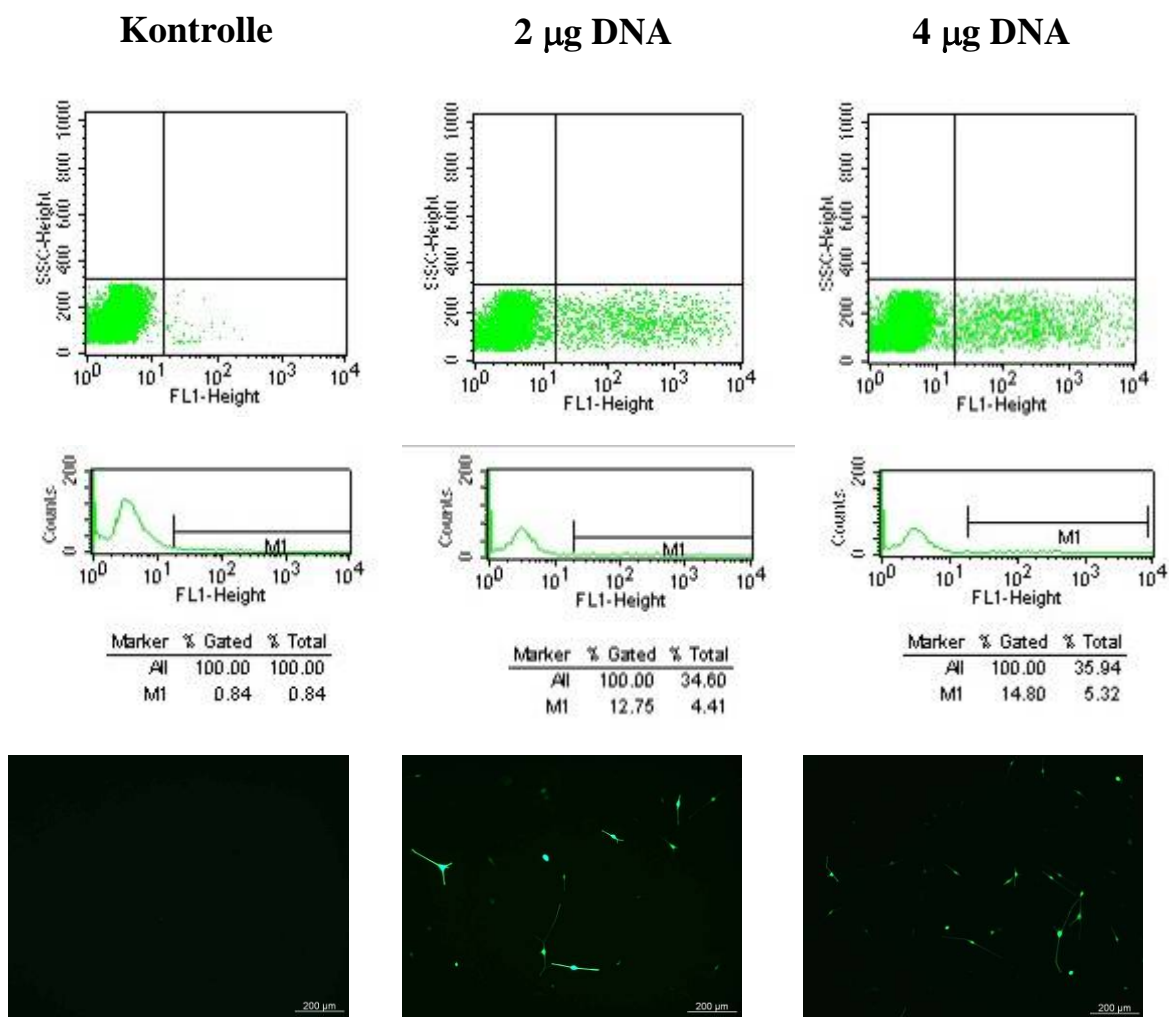 Kontrolle
2 µg DNA
4 µg DNA
SSC-Height
1000
800
600
400
200
0
10^0 10^1 10^2 10^3 10^4
FL1-Height
SSC-Height
1000
800
600
400
200
0
10^0 10^1 10^2 10^3 10^4
FL1-Height
SSC-Height
1000
800
600
400
200
0
10^0 10^1 10^2 10^3 10^4
FL1-Height
Counts
200
0
M1
10^0 10^1 10^2 10^3 10^4
FL1-Height
Counts
200
0
M1
10^0 10^1 10^2 10^3 10^4
FL1-Height
Counts
200
0
M1
10^0 10^1 10^2 10^3 10^4
FL1-Height
Marker % Gated % Total
All 100.00 100.00
M1 0.84 0.84
Marker % Gated % Total
All 100.00 34.60
M1 12.75 4.41
Marker % Gated % Total
All 100.00 35.94
M1 14.80 5.32
200 µm
200 µm
200 µm